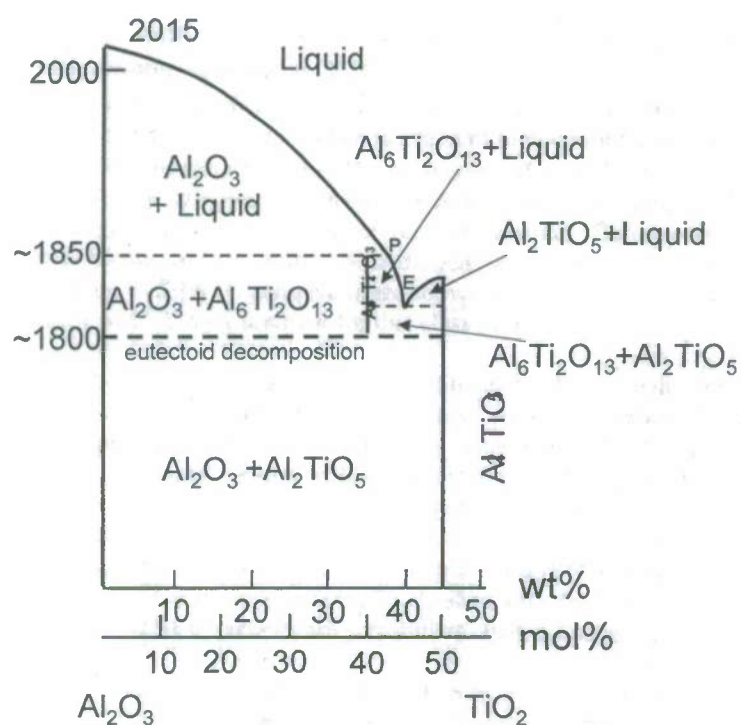 2015
2000
Liquid
Al₆Ti₂O₁₃+Liquid
Al₂O₃
+ Liquid
~1850
P
Al₂TiO₅+Liquid
E
Al₂O₃+Al₆Ti₂O₁₃
~1800
eutectoid decomposition
Al₆Ti₂O₁₃+Al₂TiO₅
Al₂TiO₅
Al₂O₃+Al₂TiO₅
10 20 30 40 50 wt%
10 20 30 40 50 mol%
Al₂O₃ TiO₂